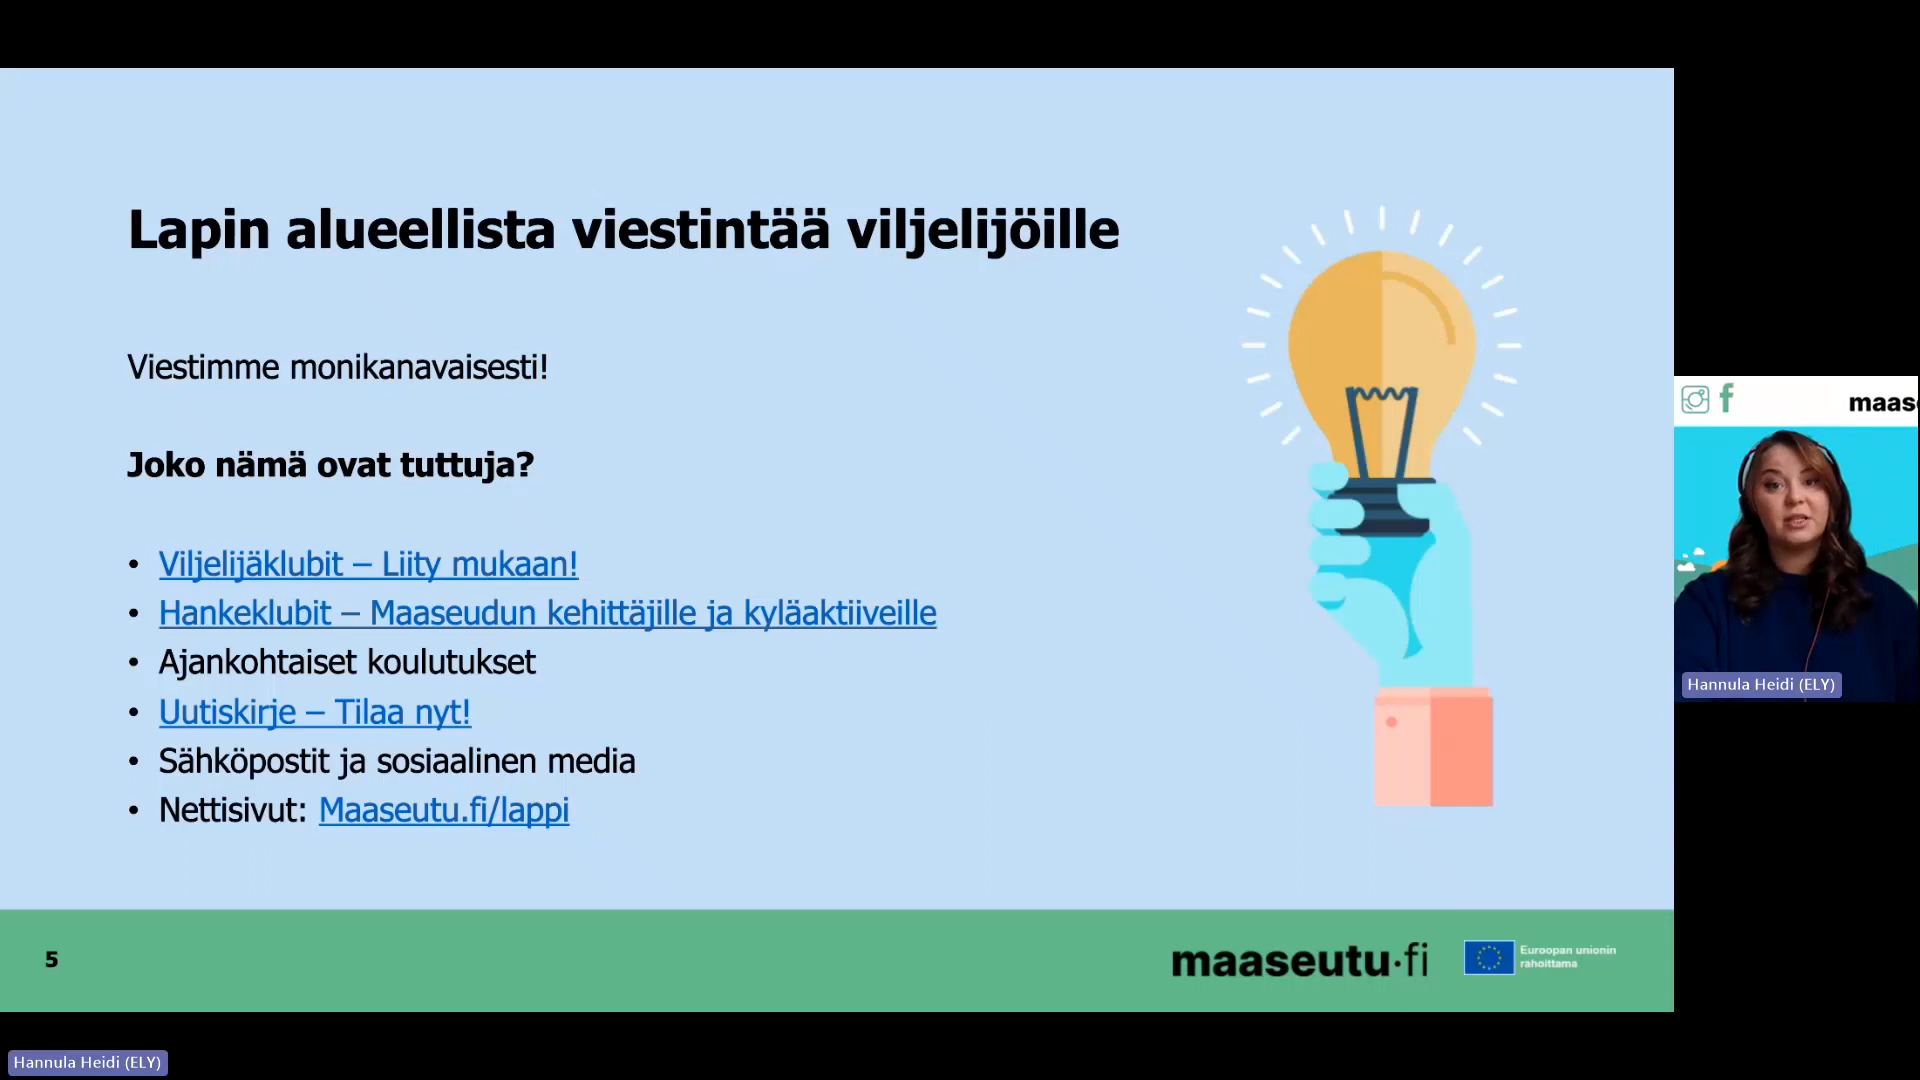 Lapin alueellista viestintää viljelijöille
Viestimme monikanavaisesti!
Joko nämä ovat tuttuja?
• Viljelijäklubit – Liity mukaan!
• Hankeklubit – Maaseudun kehittäjille ja kyläaktiiveille
• Ajankohtaiset koulutukset
• Uutiskirje – Tilaa nyt!
• Sähköpostit ja sosiaalinen media
• Nettisivut: Maaseutu.fi/lappi
5
maaseutu.fi
Euroopan unionin
rahoittama
maas
Hannula Heidi (ELY)
Hannula Heidi (ELY)